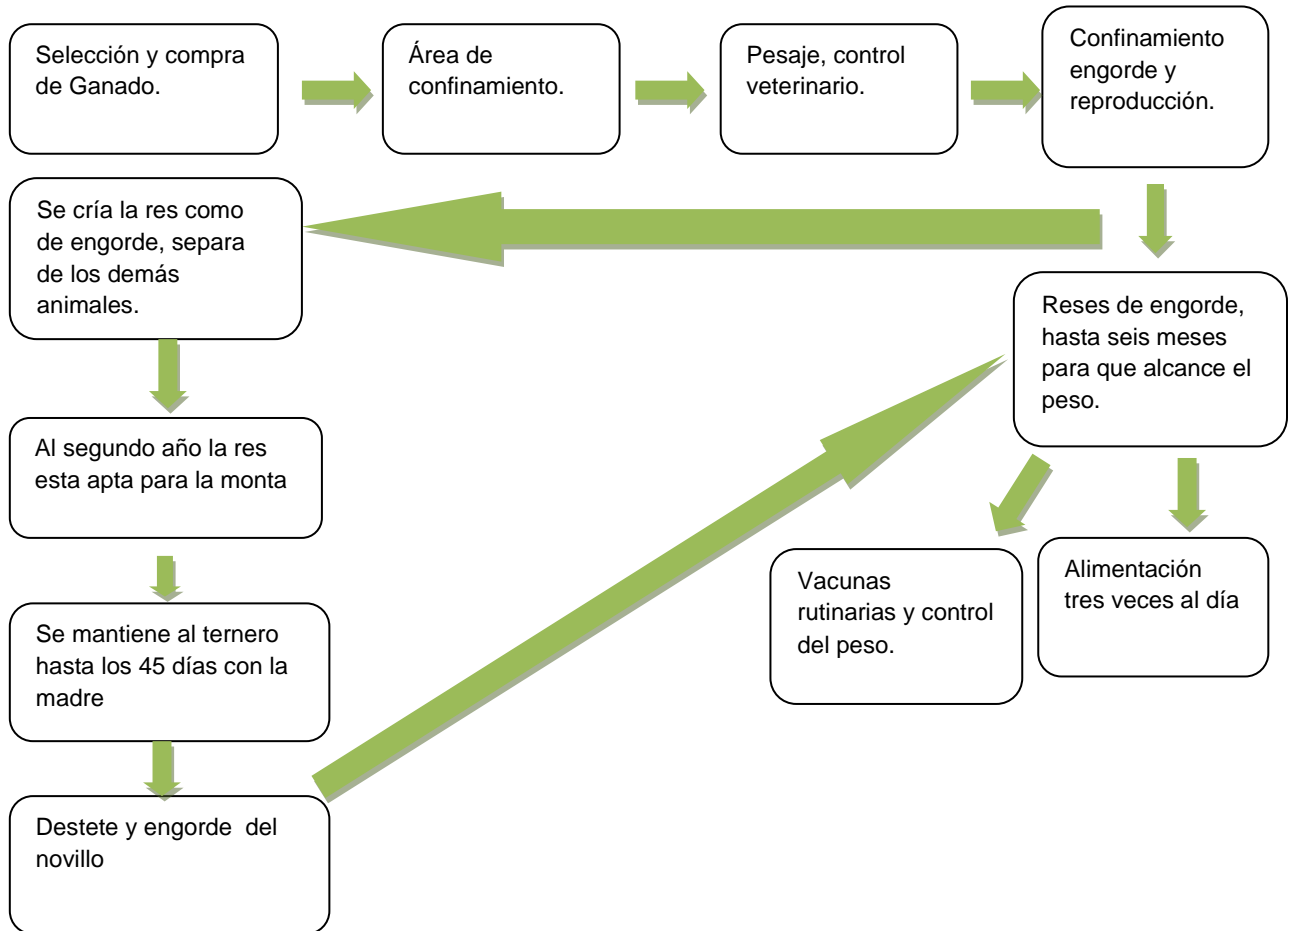 Selección y compra
de Ganado.
Área de
confinamiento.
Pesaje, control
veterinario.
Confinamiento
engorde y
reproducción.
Se cría la res como
de engorde, separa
de los demás
animales.
Reses de engorde,
hasta seis meses
para que alcance el
peso.
Al segundo año la res
esta apta para la monta
Vacunas
rutinarias y control
del peso.
Alimentación
tres veces al día
Se mantiene al ternero
hasta los 45 días con la
madre
Destete y engorde  del
novillo